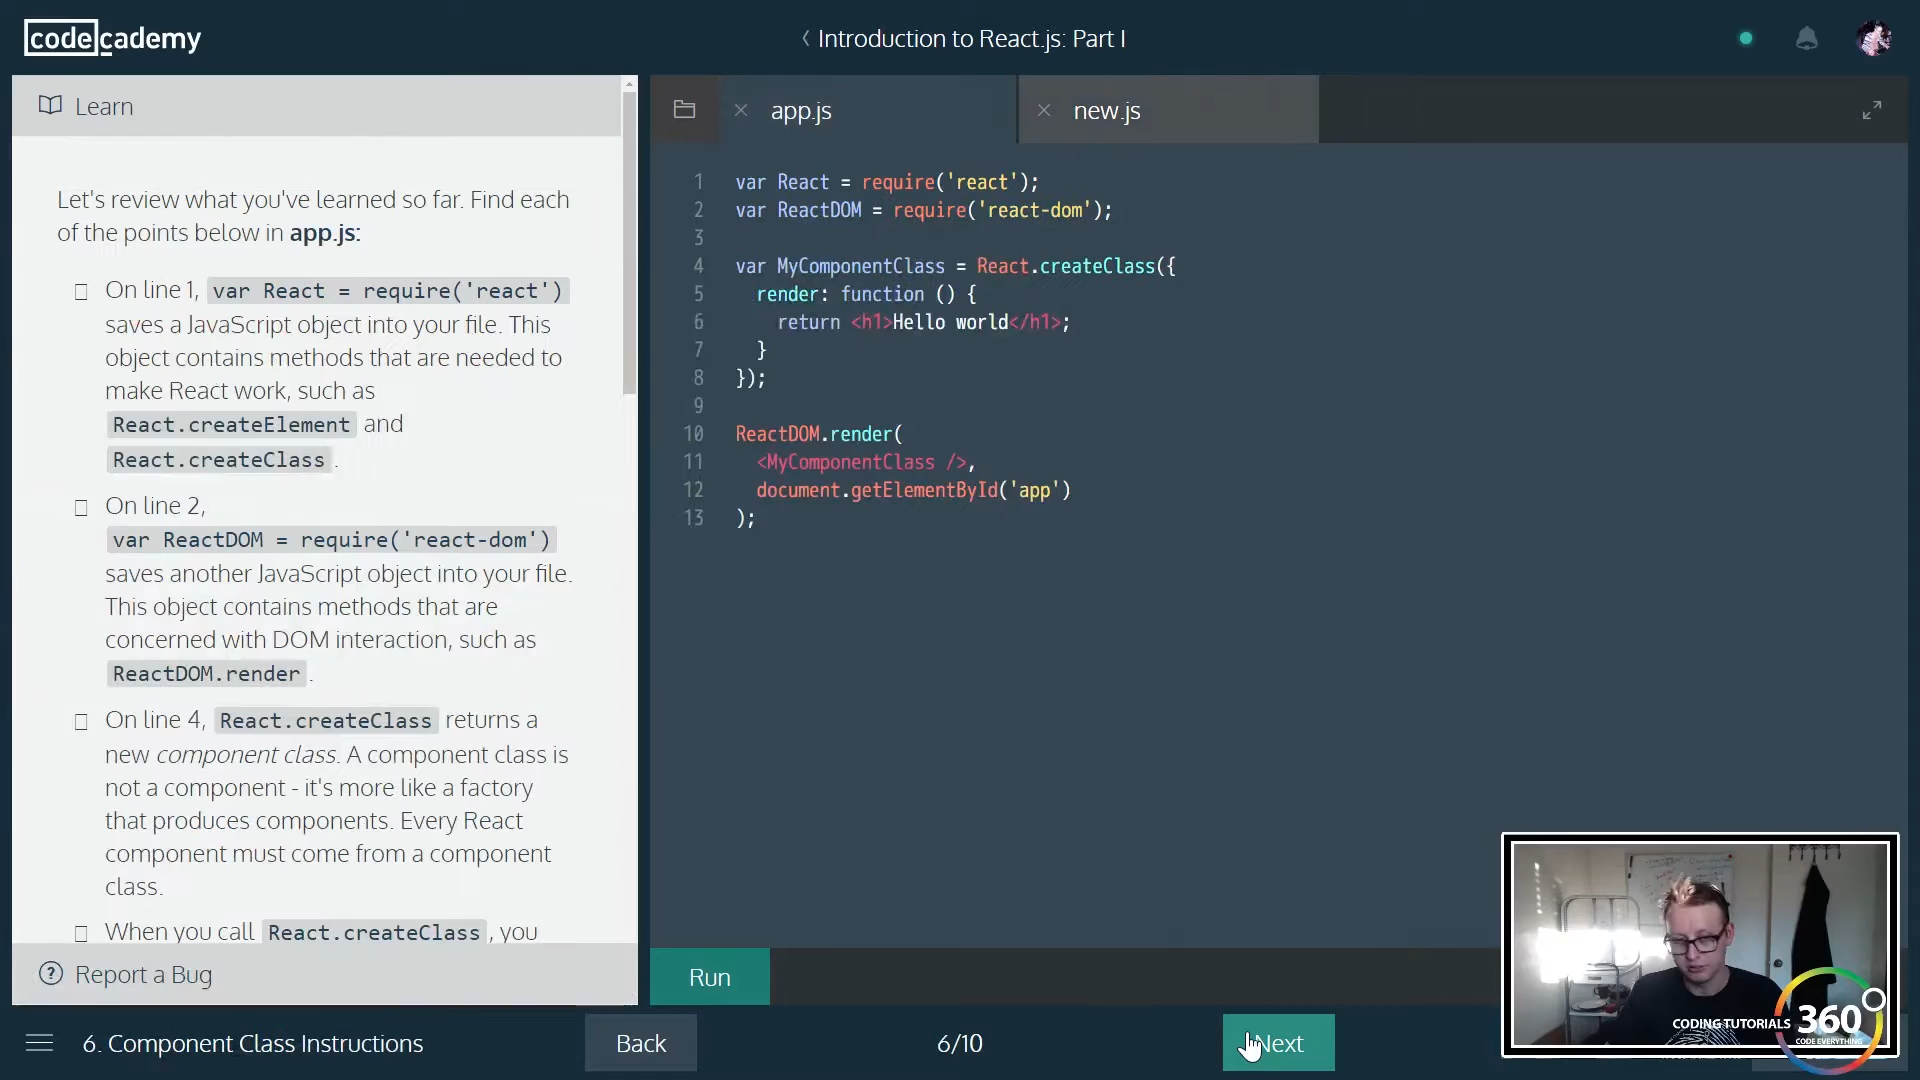 codecademy
Introduction to React.js: Part I
Learn
app.js
new.js
Let's review what you've learned so far. Find each
of the points below in app.js:
On line 1, var React = require('react')
saves a JavaScript object into your file. This
object contains methods that are needed to
make React work, such as
React.createElement and
React.createClass.
On line 2,
var ReactDOM = require('react-dom')
saves another JavaScript object into your file.
This object contains methods that are
concerned with DOM interaction, such as
ReactDOM.render.
On line 4, React.createClass returns a
new component class. A component class is
not a component - it's more like a factory
that produces components. Every React
component must come from a component
class.
When you call React.createClass, you
Report a Bug
1 var React = require('react');
2 var ReactDOM = require('react-dom');
3
4 var MyComponentClass = React.createClass({
5 render: function () {
6 return <h1>Hello world</h1>;
7 }
8 });
9
10 ReactDOM.render(
11 <MyComponentClass />,
12 document.getElementById('app')
13 );
Run
6. Component Class Instructions
Back
6/10
Next
CODING TUTORIALS 360
CODE EVERYTHING